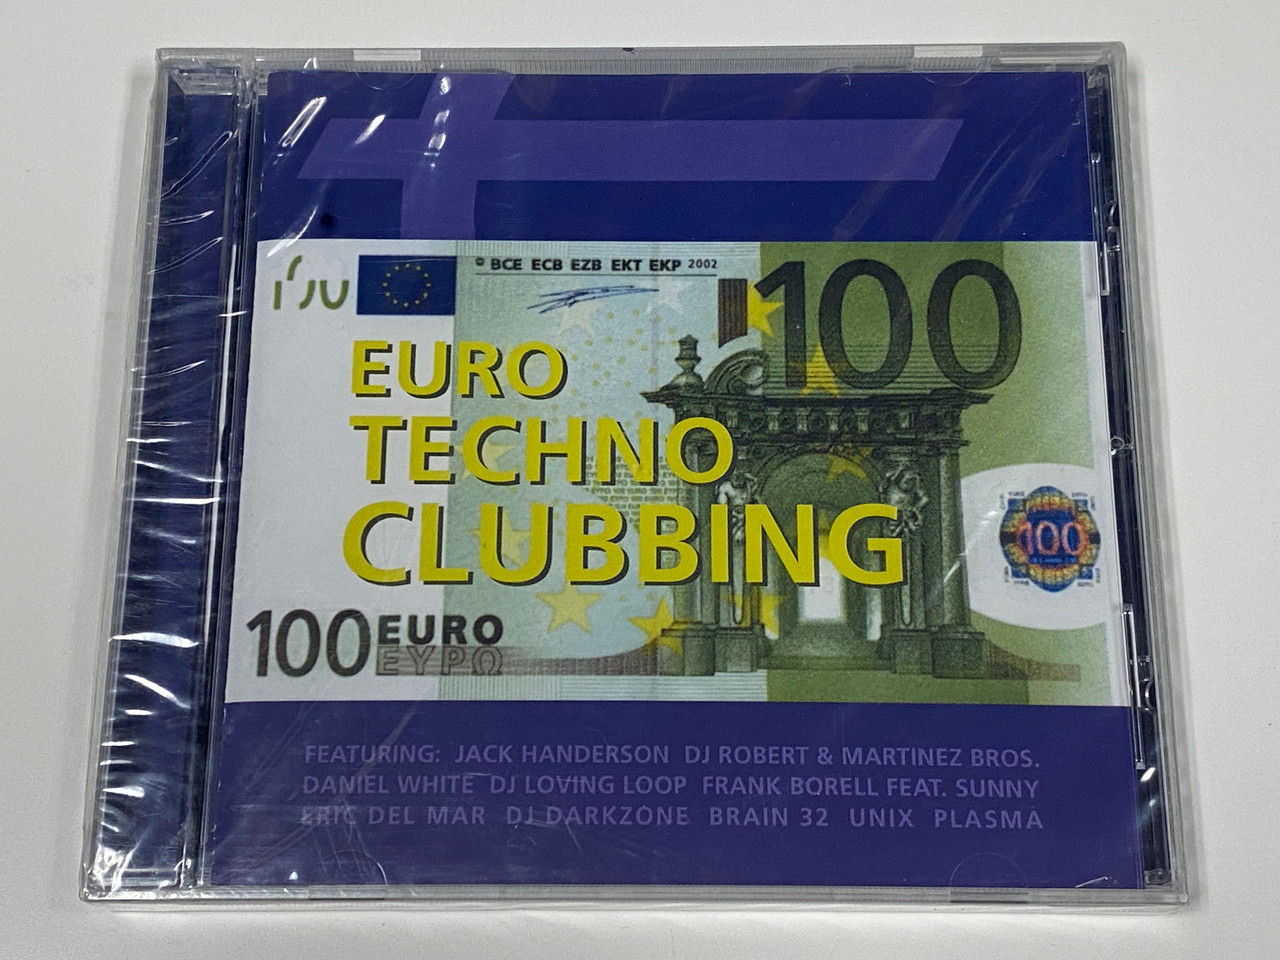 © BCE ECB EZB EKT EKP 2002
100
EURO
TECHNO
CLUBBING
100
100 EURO
ΕΥΡΩ
FEATURING: JACK HANDERSON DJ ROBERT & MARTINEZ BROS.
DANIEL WHITE DJ LOVING LOOP FRANK BORELL FEAT. SUNNY
ERIC DEL MAR DJ DARKZONE BRAIN 32 UNIX PLASMA